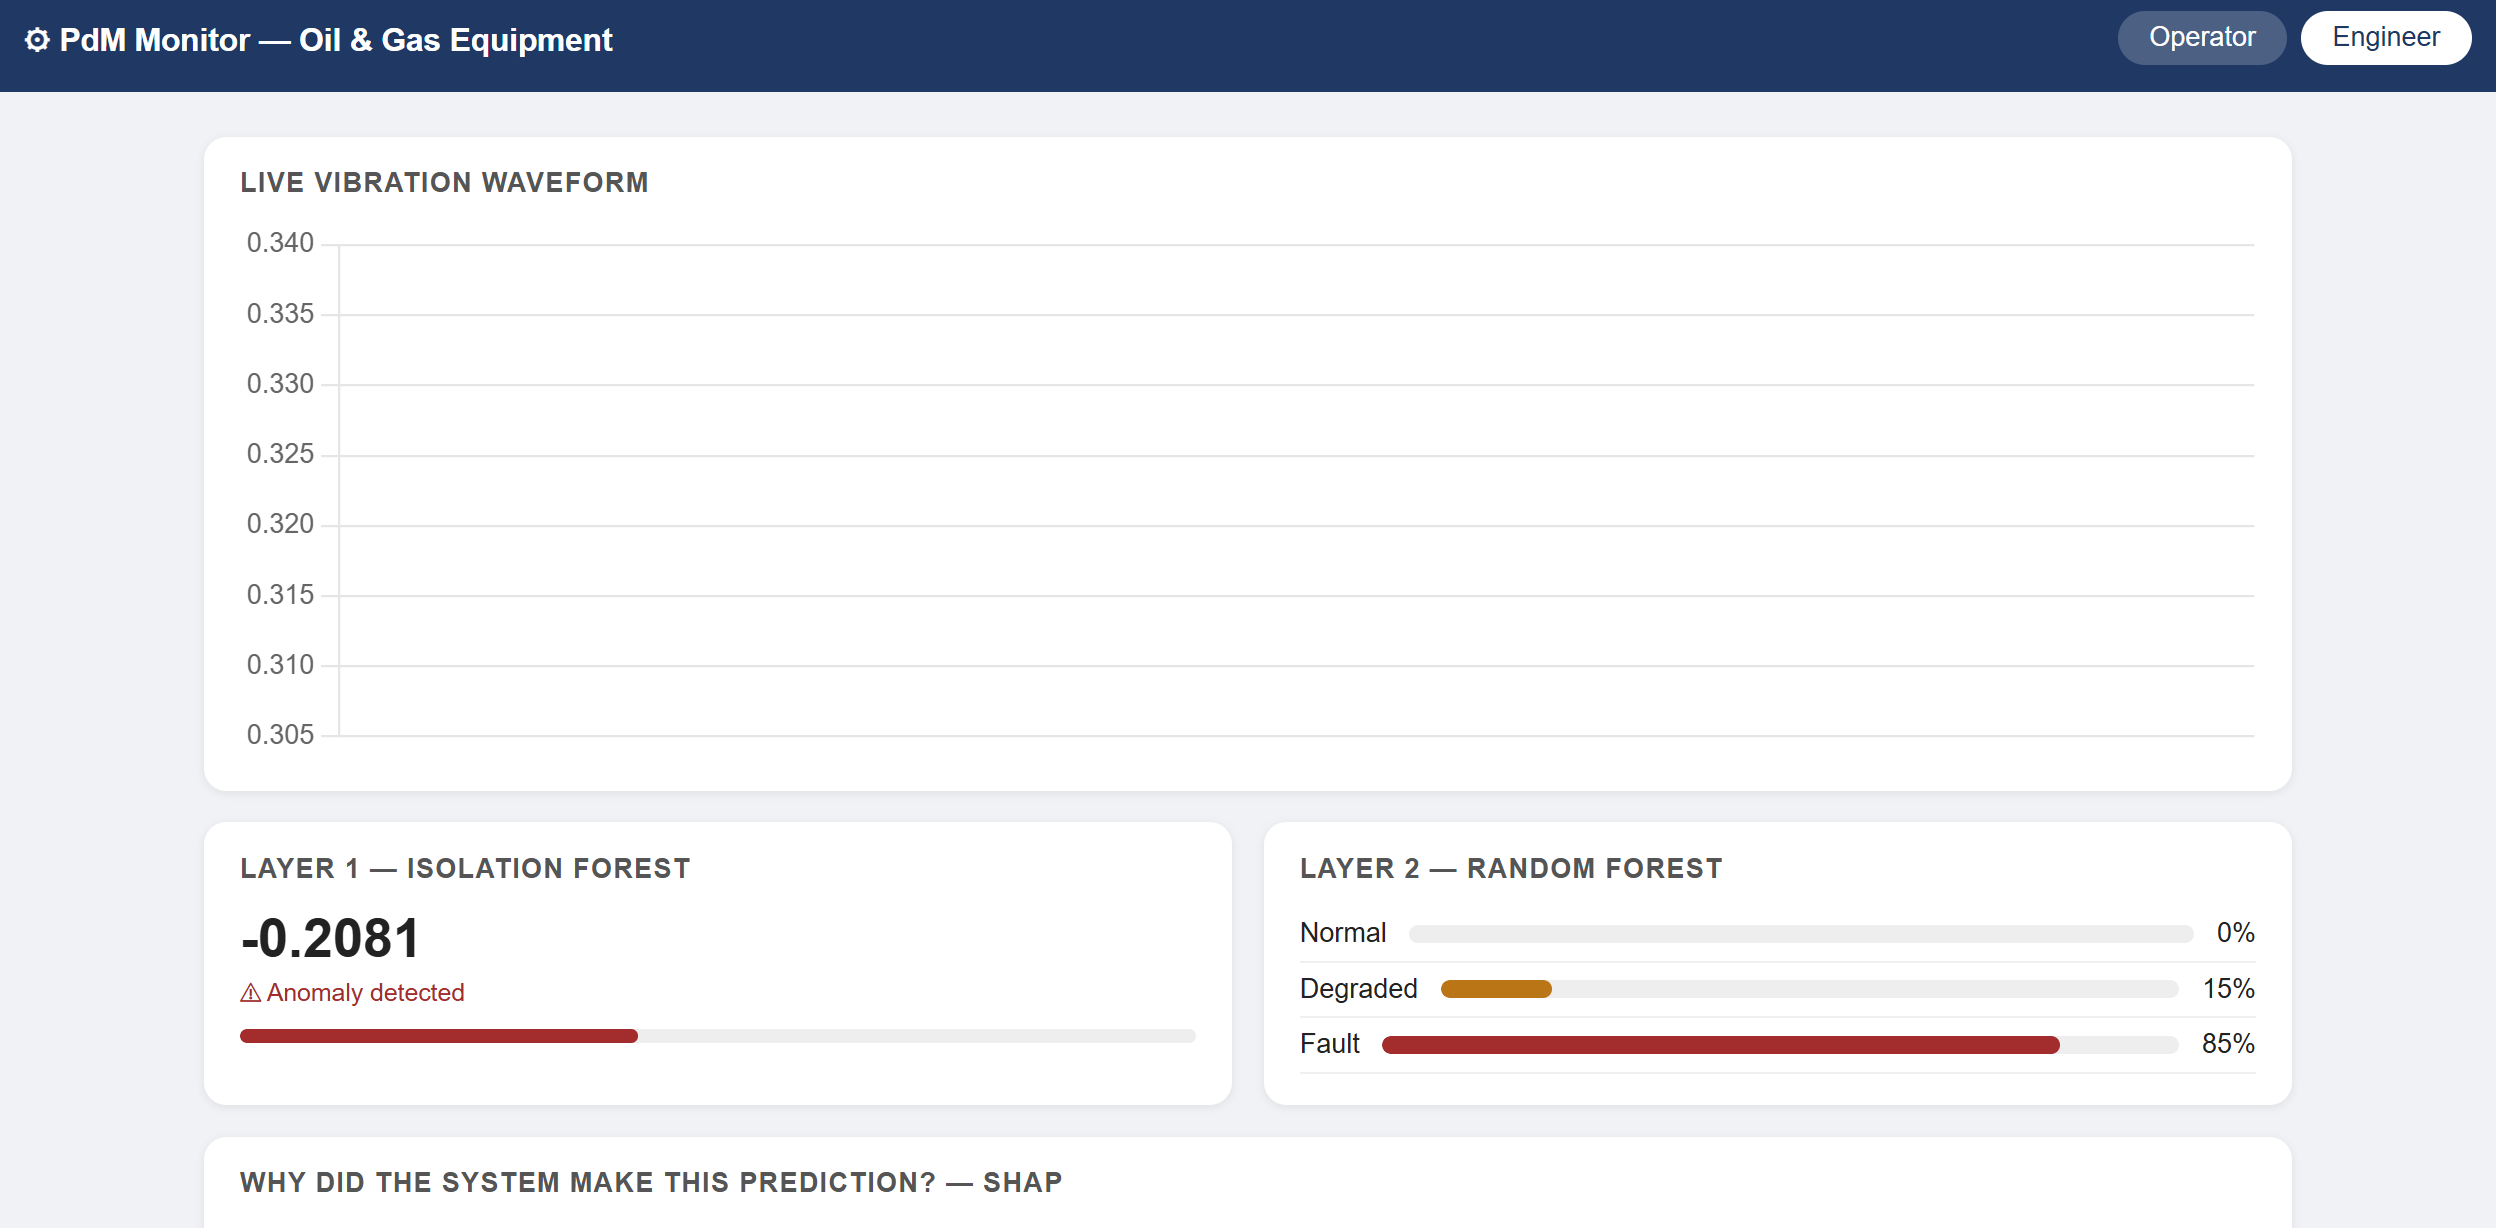 ⚙ PdM Monitor — Oil & Gas Equipment
Operator
Engineer
LIVE VIBRATION WAVEFORM
0.340
0.335
0.330
0.325
0.320
0.315
0.310
0.305
LAYER 1 — ISOLATION FOREST
-0.2081
⚠ Anomaly detected
LAYER 2 — RANDOM FOREST
Normal 0%
Degraded 15%
Fault 85%
WHY DID THE SYSTEM MAKE THIS PREDICTION? — SHAP